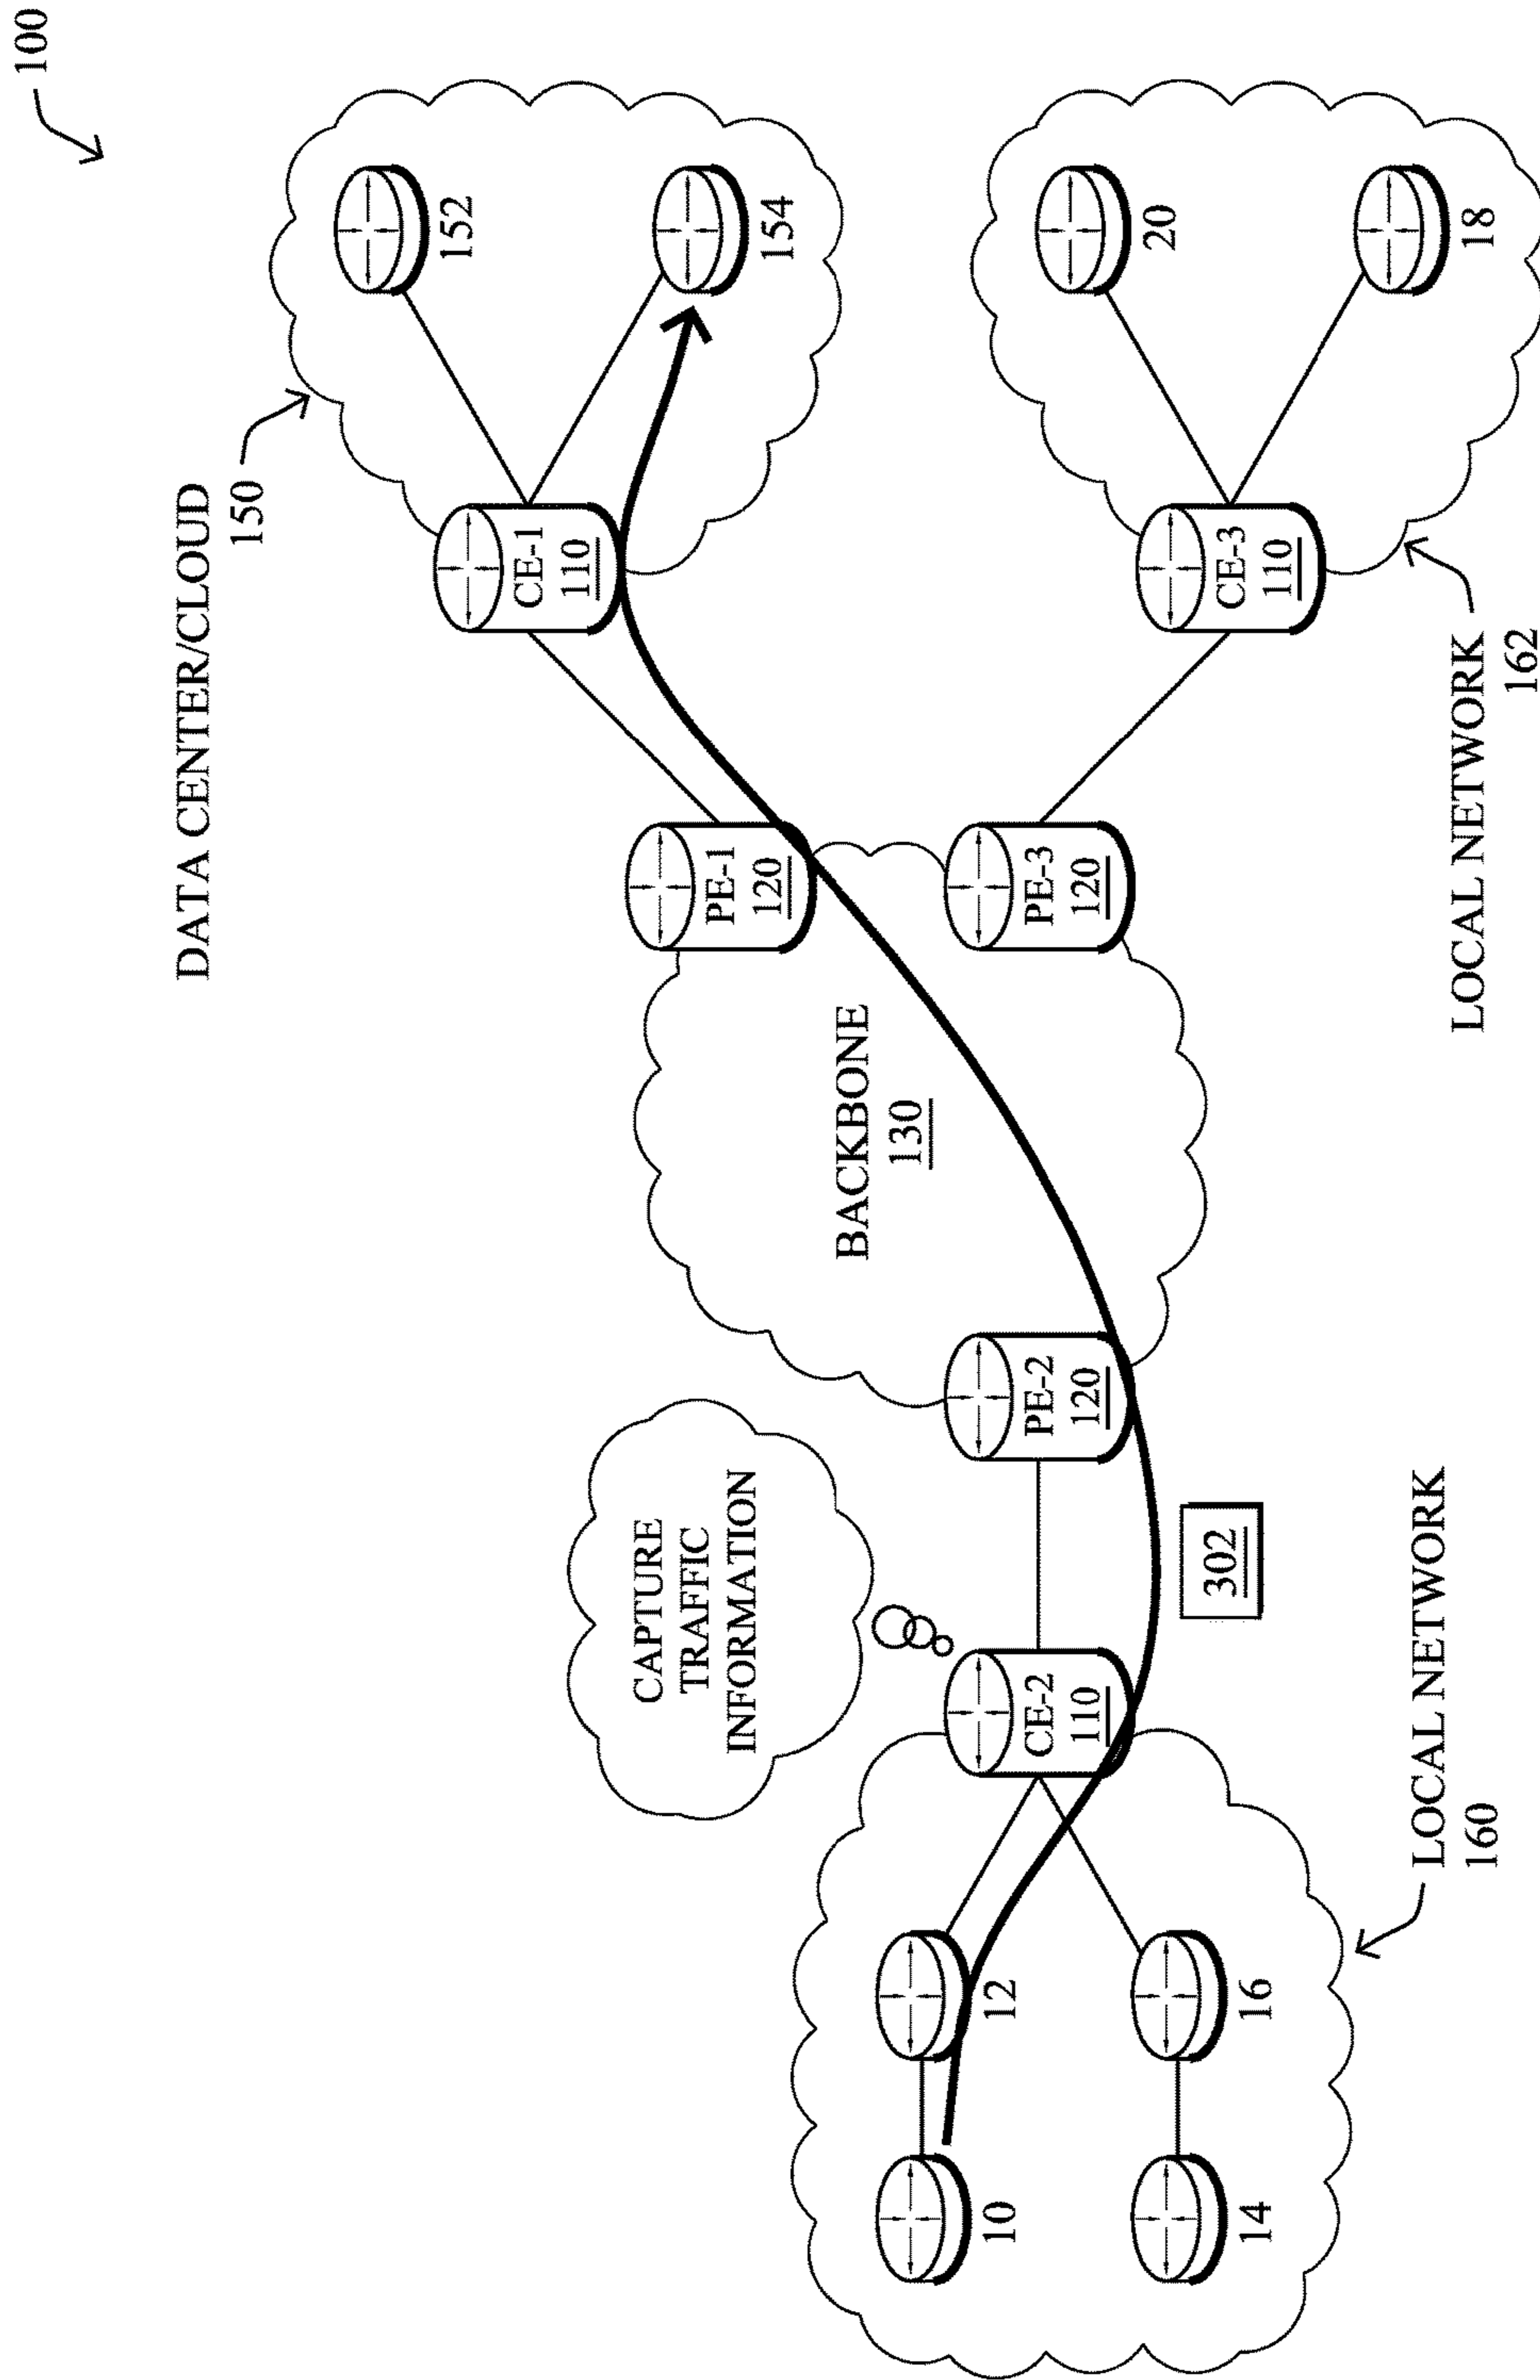 100
DATA CENTER/CLOUD
150
152
154
CE-1
110
PE-1
120
BACKBONE
130
PE-3
120
CE-3
110
20
18
LOCAL NETWORK
162
CAPTURE
TRAFFIC
INFORMATION
PE-2
120
302
CE-2
110
12
10
16
14
LOCAL NETWORK
160